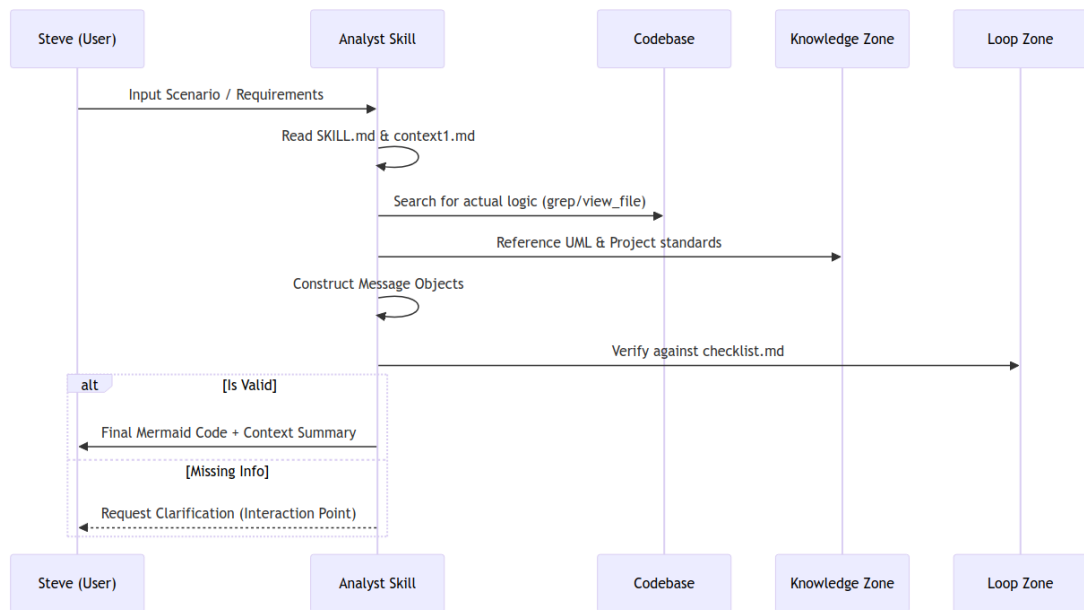 Steve (User)
Analyst Skill
Codebase
Knowledge Zone
Loop Zone
Input Scenario / Requirements
Read SKILL.md & context1.md
Search for actual logic (grep/view_file)
Reference UML & Project standards
Construct Message Objects
Verify against checklist.md
alt
[Is Valid]
Final Mermaid Code + Context Summary
[Missing Info]
Request Clarification (Interaction Point)
Steve (User)
Analyst Skill
Codebase
Knowledge Zone
Loop Zone